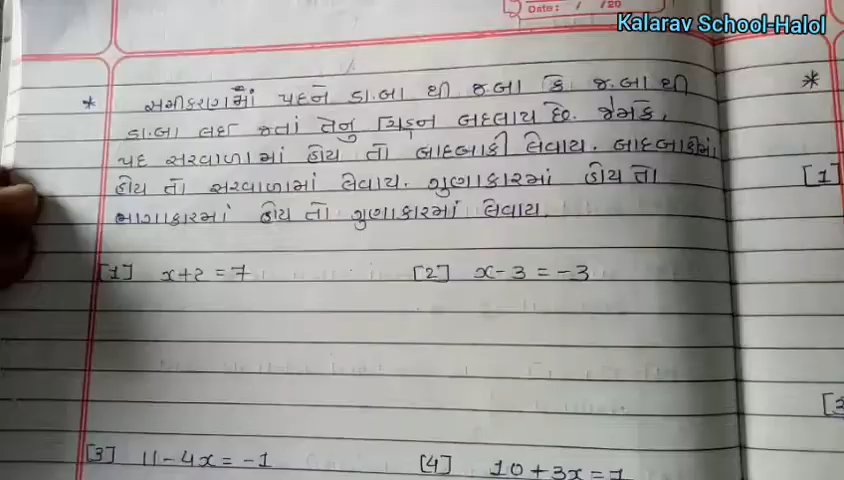 Date: / /20
Kalarav School-Halol
* સમીકરણમાં પદને ડા.બા થી જ.બા કે જ.બા થી *
ડા.બા લઈ જતાં તેનુ ચિહ્ન બદલાય છે. જેમકે,
પદ સરવાળામાં હોય તો બાદબાકી લેવાય. બાદબાકીમાં
હોય તો સરવાળામાં લેવાય. ગુણાકારમાં હોય તો [1]
ભાગાકારમાં હોય તો ગુણાકારમાં લેવાય.
[1] x+2=7 [2] x-3=-3
[3] 11-4x=-1 [4] 10+3x=1